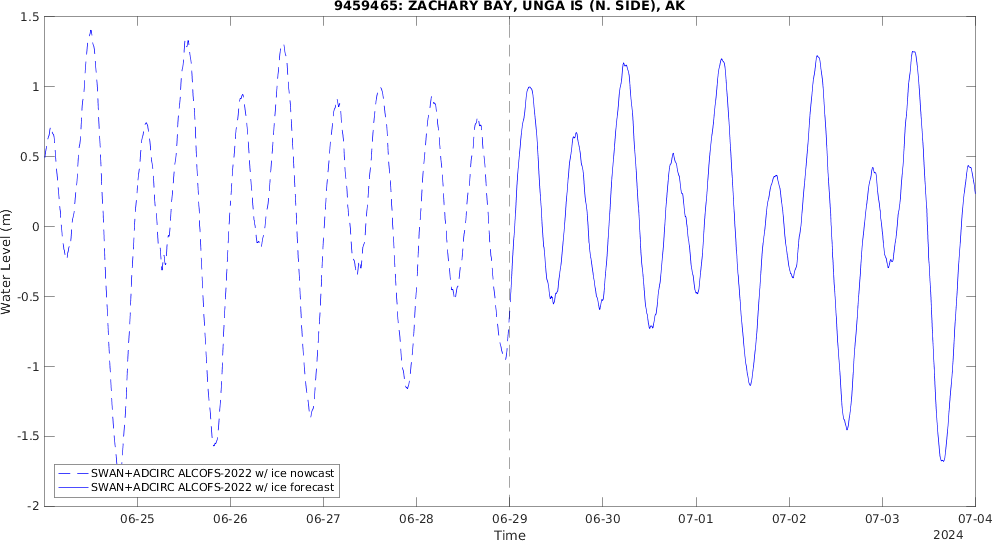 9459465: ZACHARY BAY, UNGA IS (N. SIDE), AK
1.5
1
0.5
0
-0.5
-1
-1.5
-2
Water Level (m)
SWAN+ADCIRC ALCOFS-2022 w/ ice nowcast
SWAN+ADCIRC ALCOFS-2022 w/ ice forecast
06-25 06-26 06-27 06-28 06-29 06-30 07-01 07-02 07-03 07-04
Time
2024